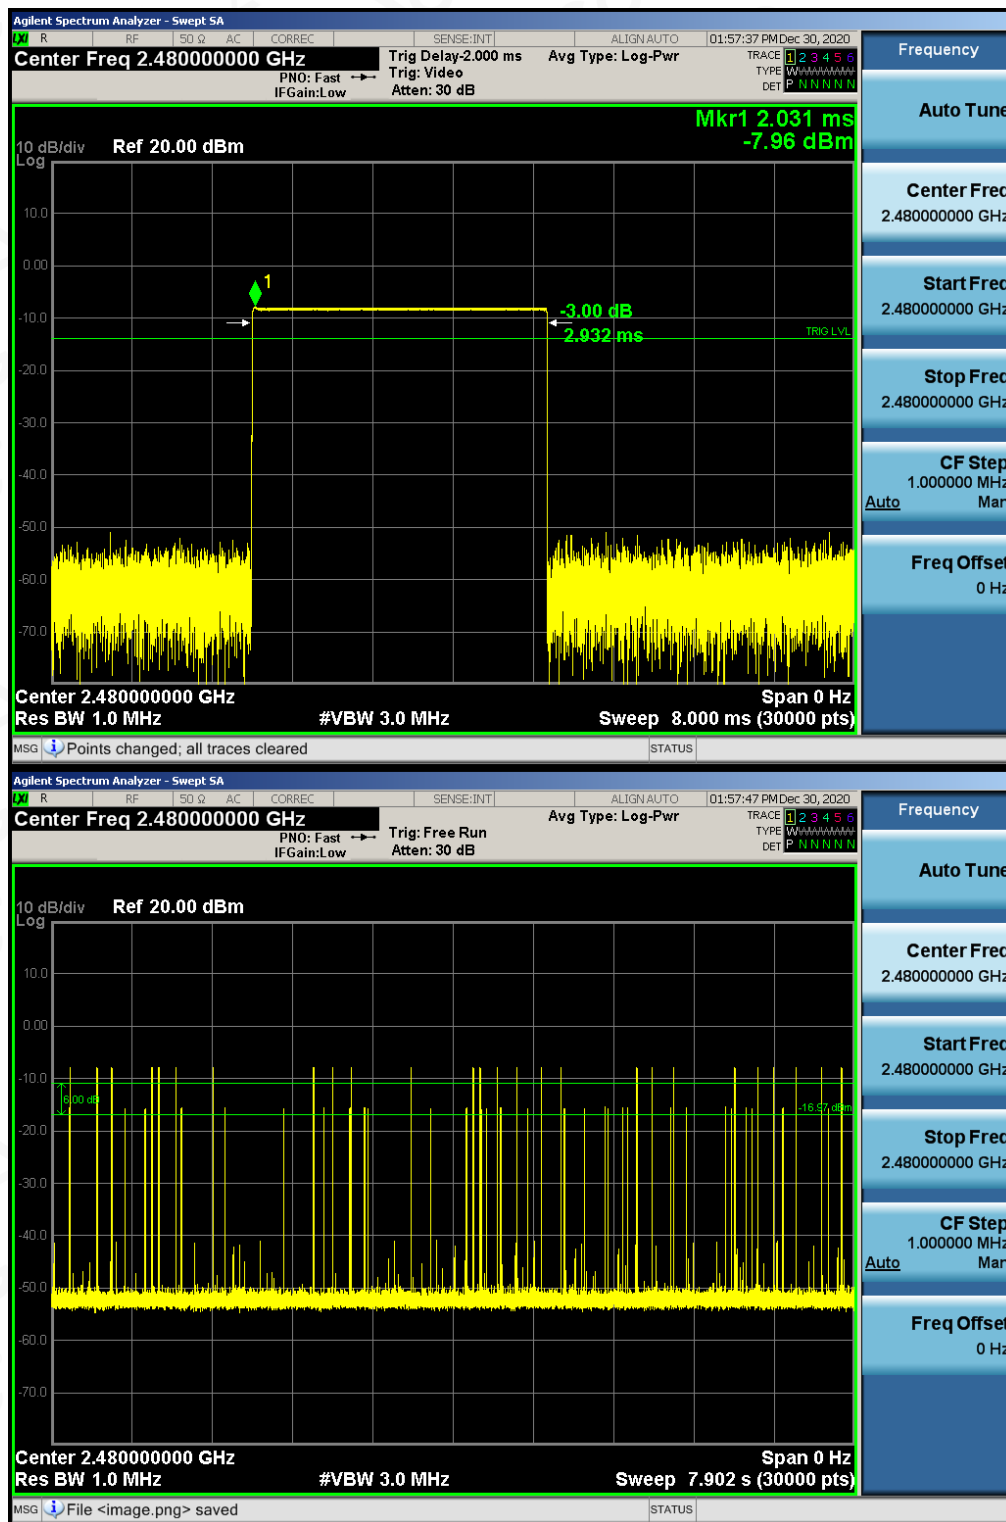 Agilent Spectrum Analyzer - Swept SA
LXI R RF 50 Ω AC CORREC SENSE:INT ALIGN AUTO 01:57:37 PM Dec 30, 2020
Center Freq 2.480000000 GHz
PNO: Fast
IFGain:Low
Trig Delay-2.000 ms
Trig: Video
Atten: 30 dB
Avg Type: Log-Pwr
TRACE 1 2 3 4 5 6
TYPE
DET P N N N N N
Mkr1 2.031 ms
-7.96 dBm
10 dB/div
Log
Ref 20.00 dBm
10.0
0.00
-10.0
-20.0
-30.0
-40.0
-50.0
-60.0
-70.0
1
-3.00 dB
2.932 ms
TRIG LVL
Center 2.480000000 GHz
Span 0 Hz
Res BW 1.0 MHz
#VBW 3.0 MHz
Sweep 8.000 ms (30000 pts)
MSG Points changed; all traces cleared
STATUS
Frequency
Auto Tune
Center Freq
2.480000000 GHz
Start Freq
2.480000000 GHz
Stop Freq
2.480000000 GHz
CF Step
1.000000 MHz
Auto Man
Freq Offset
0 Hz
Agilent Spectrum Analyzer - Swept SA
LXI R RF 50 Ω AC CORREC SENSE:INT ALIGN AUTO 01:57:47 PM Dec 30, 2020
Center Freq 2.480000000 GHz
PNO: Fast
IFGain:Low
Trig: Free Run
Atten: 30 dB
Avg Type: Log-Pwr
TRACE 1 2 3 4 5 6
TYPE
DET P N N N N N
10 dB/div
Log
Ref 20.00 dBm
10.0
0.00
-10.0
-20.0
-30.0
-40.0
-50.0
-60.0
-70.0
6.00 dB
-16.97 dBm
Center 2.480000000 GHz
Span 0 Hz
Res BW 1.0 MHz
#VBW 3.0 MHz
Sweep 7.902 s (30000 pts)
MSG File <image.png> saved
STATUS
Frequency
Auto Tune
Center Freq
2.480000000 GHz
Start Freq
2.480000000 GHz
Stop Freq
2.480000000 GHz
CF Step
1.000000 MHz
Auto Man
Freq Offset
0 Hz